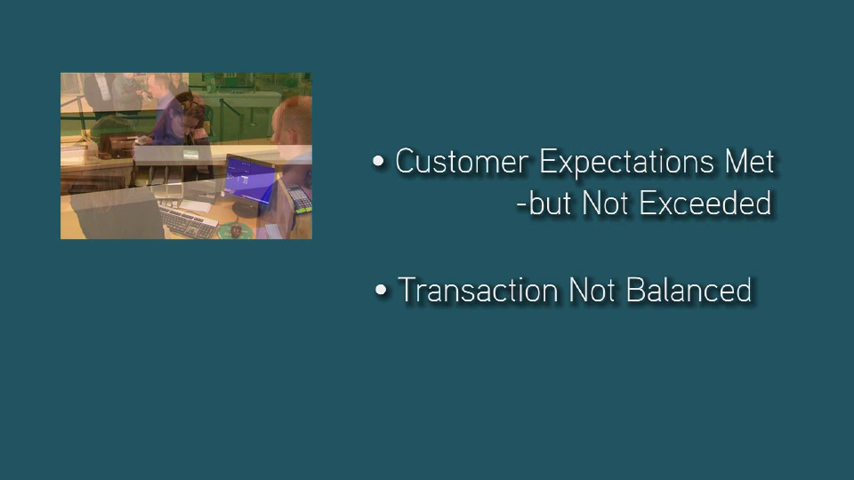 • Customer Expectations Met
-but Not Exceeded
• Transaction Not Balanced